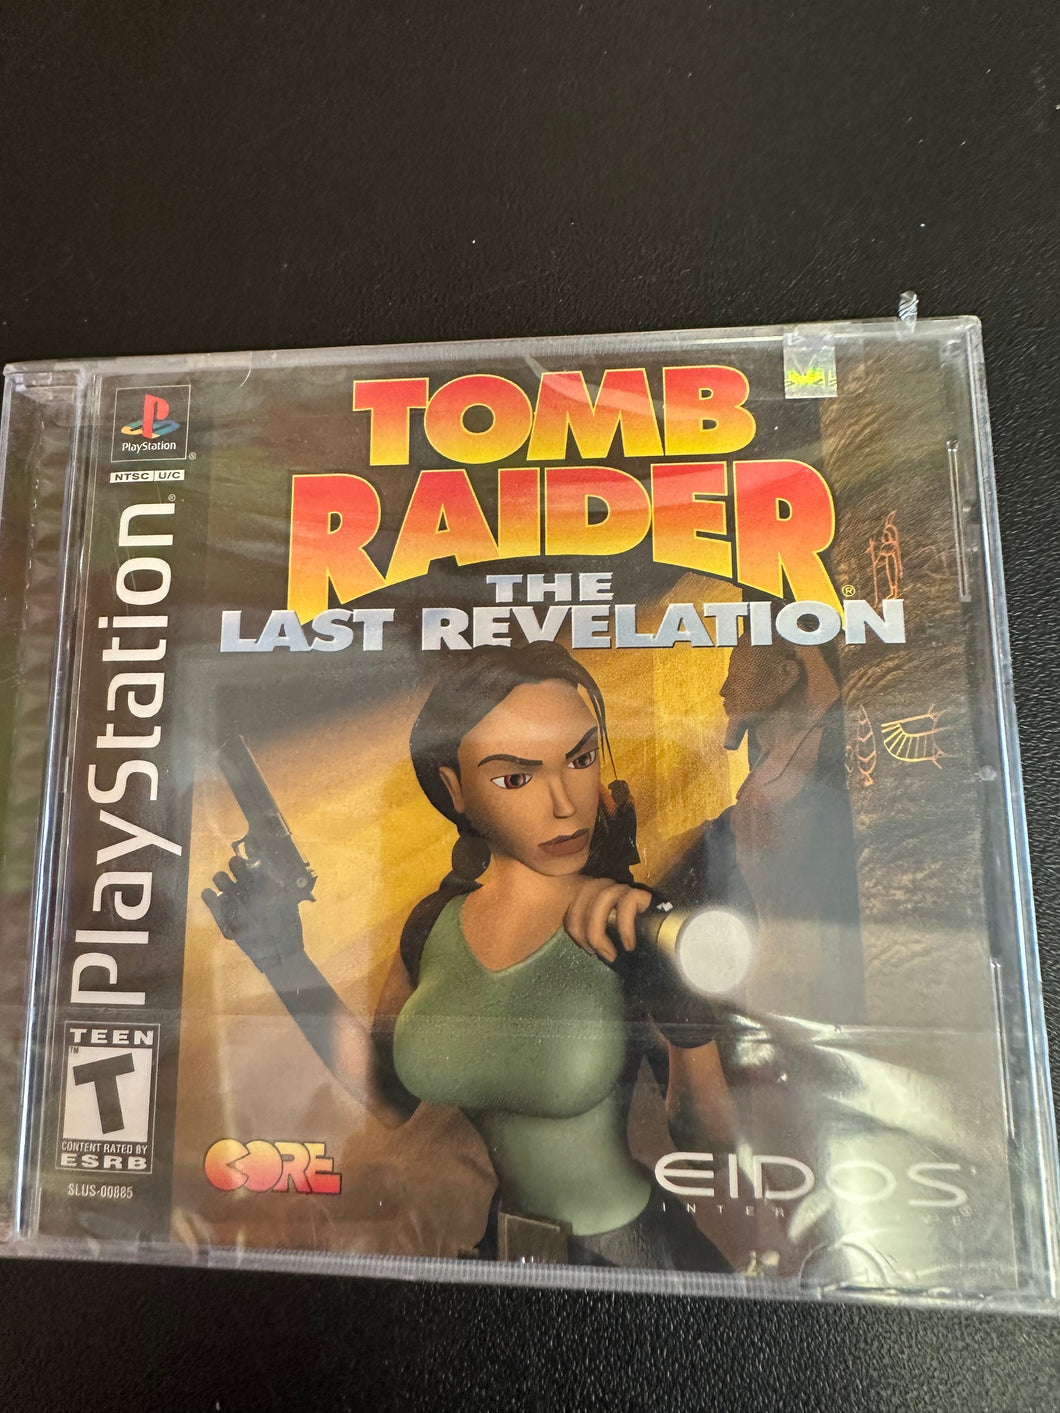 PlayStation
NTSC U/C
PlayStation
TOMB
RAIDER
THE
LAST REVELATION
TEEN
T
CONTENT RATED BY
ESRB
SLUS-00885
CORE
EIDOS